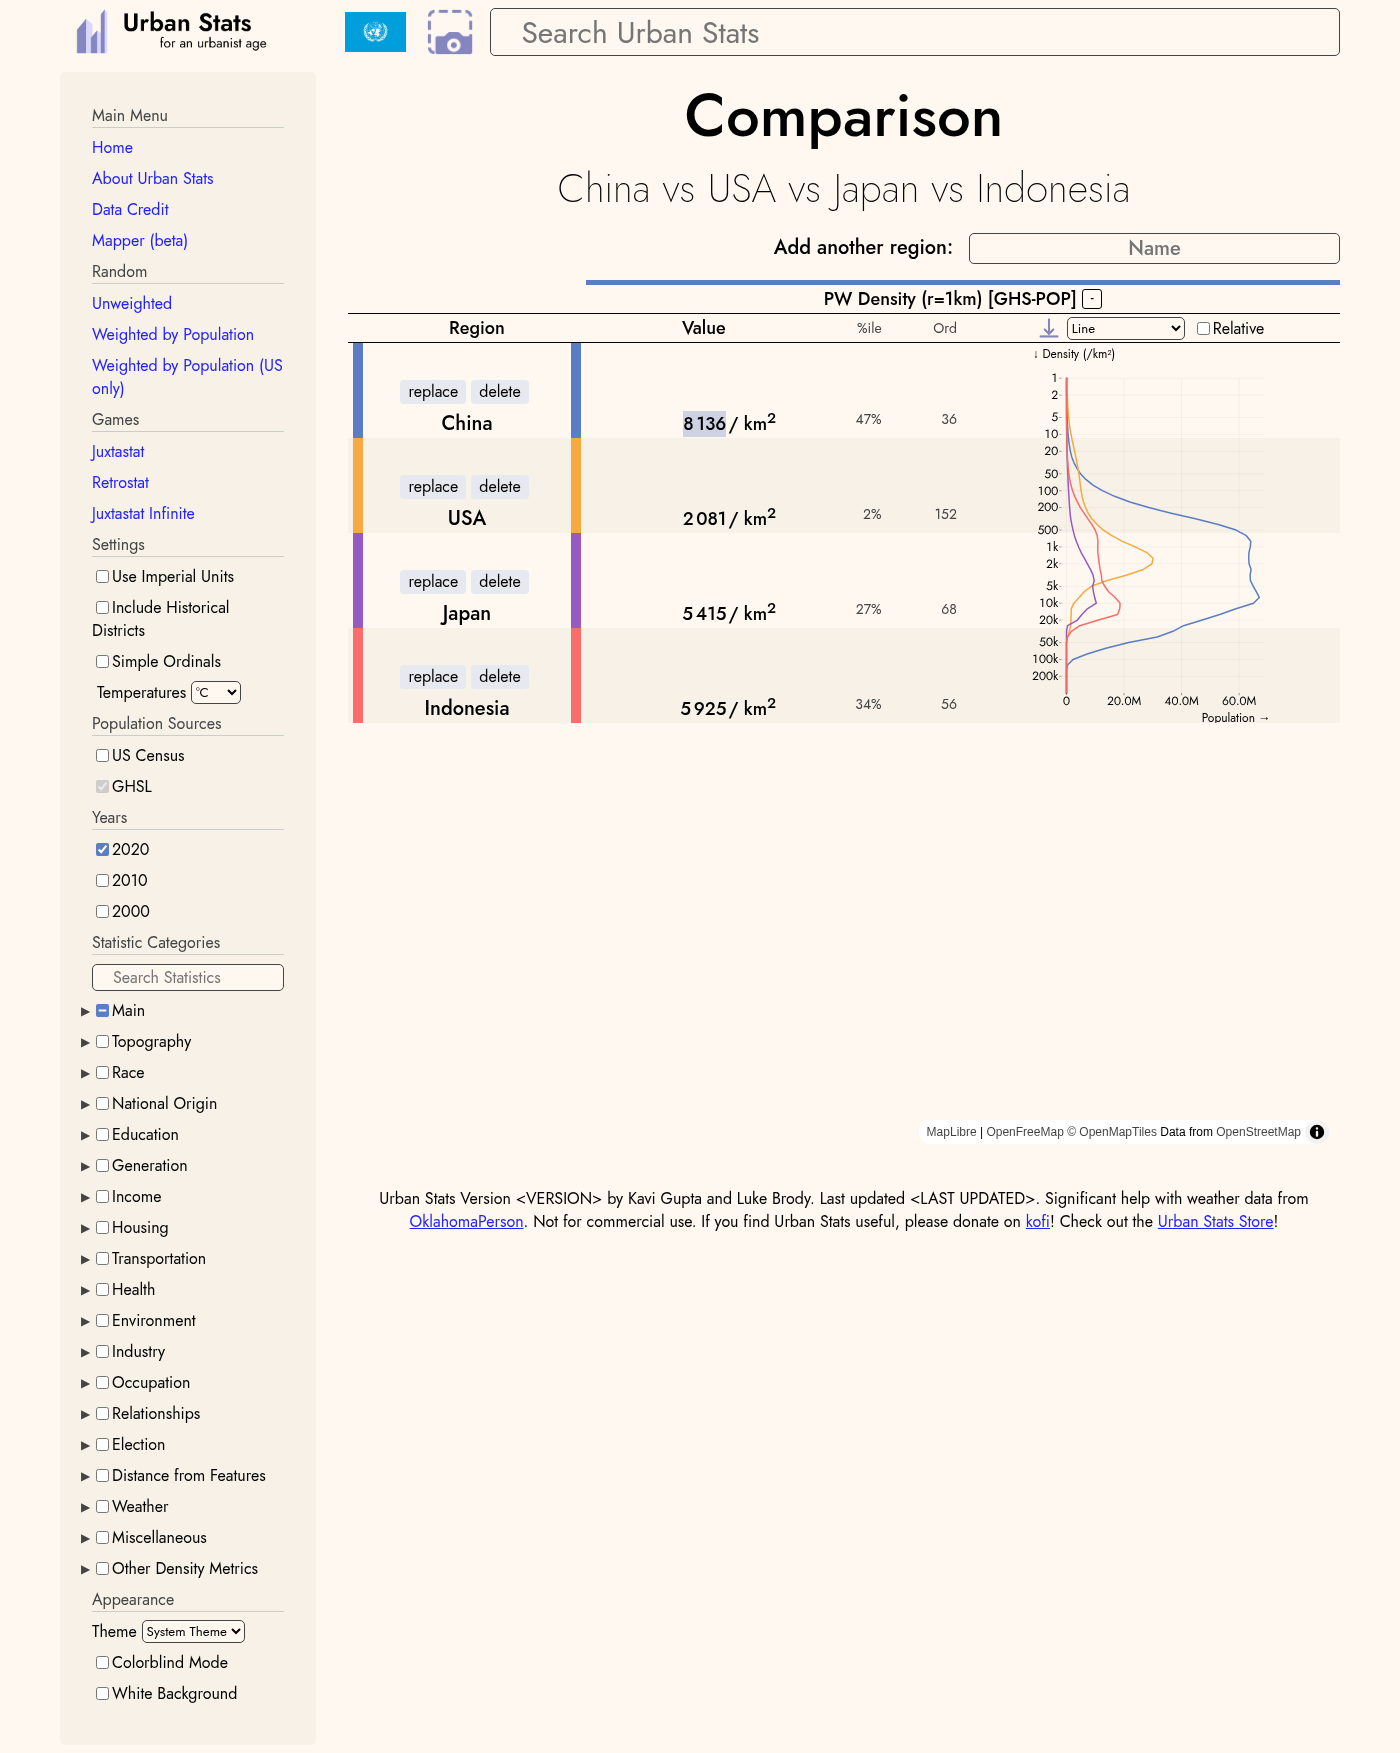 Urban Stats
for an urbanist age
Search Urban Stats
Main Menu
Home
About Urban Stats
Data Credit
Mapper (beta)
Random
Unweighted
Weighted by Population
Weighted by Population (US
only)
Games
Juxtastat
Retrostat
Juxtastat Infinite
Settings
Use Imperial Units
Include Historical
Districts
Simple Ordinals
Temperatures °C
Population Sources
US Census
GHSL
Years
2020
2010
2000
Statistic Categories
Search Statistics
Main
Topography
Race
National Origin
Education
Generation
Income
Housing
Transportation
Health
Environment
Industry
Occupation
Relationships
Election
Distance from Features
Weather
Miscellaneous
Other Density Metrics
Appearance
Theme System Theme
Colorblind Mode
White Background
Comparison
China vs USA vs Japan vs Indonesia
Add another region: Name
PW Density (r=1km) [GHS-POP] -
Region Value %ile Ord Line Relative
replace delete
China 8 136 / km² 47% 36
replace delete
USA 2 081 / km² 2% 152
replace delete
Japan 5 415 / km² 27% 68
replace delete
Indonesia 5 925 / km² 34% 56
↓ Density (/km²)
1
2
5
10
20
50
100
200
500
1k
2k
5k
10k
20k
50k
100k
200k
0 20.0M 40.0M 60.0M
Population →
MapLibre | OpenFreeMap © OpenMapTiles Data from OpenStreetMap
Urban Stats Version <VERSION> by Kavi Gupta and Luke Brody. Last updated <LAST UPDATED>. Significant help with weather data from
OklahomaPerson. Not for commercial use. If you find Urban Stats useful, please donate on kofi! Check out the Urban Stats Store!